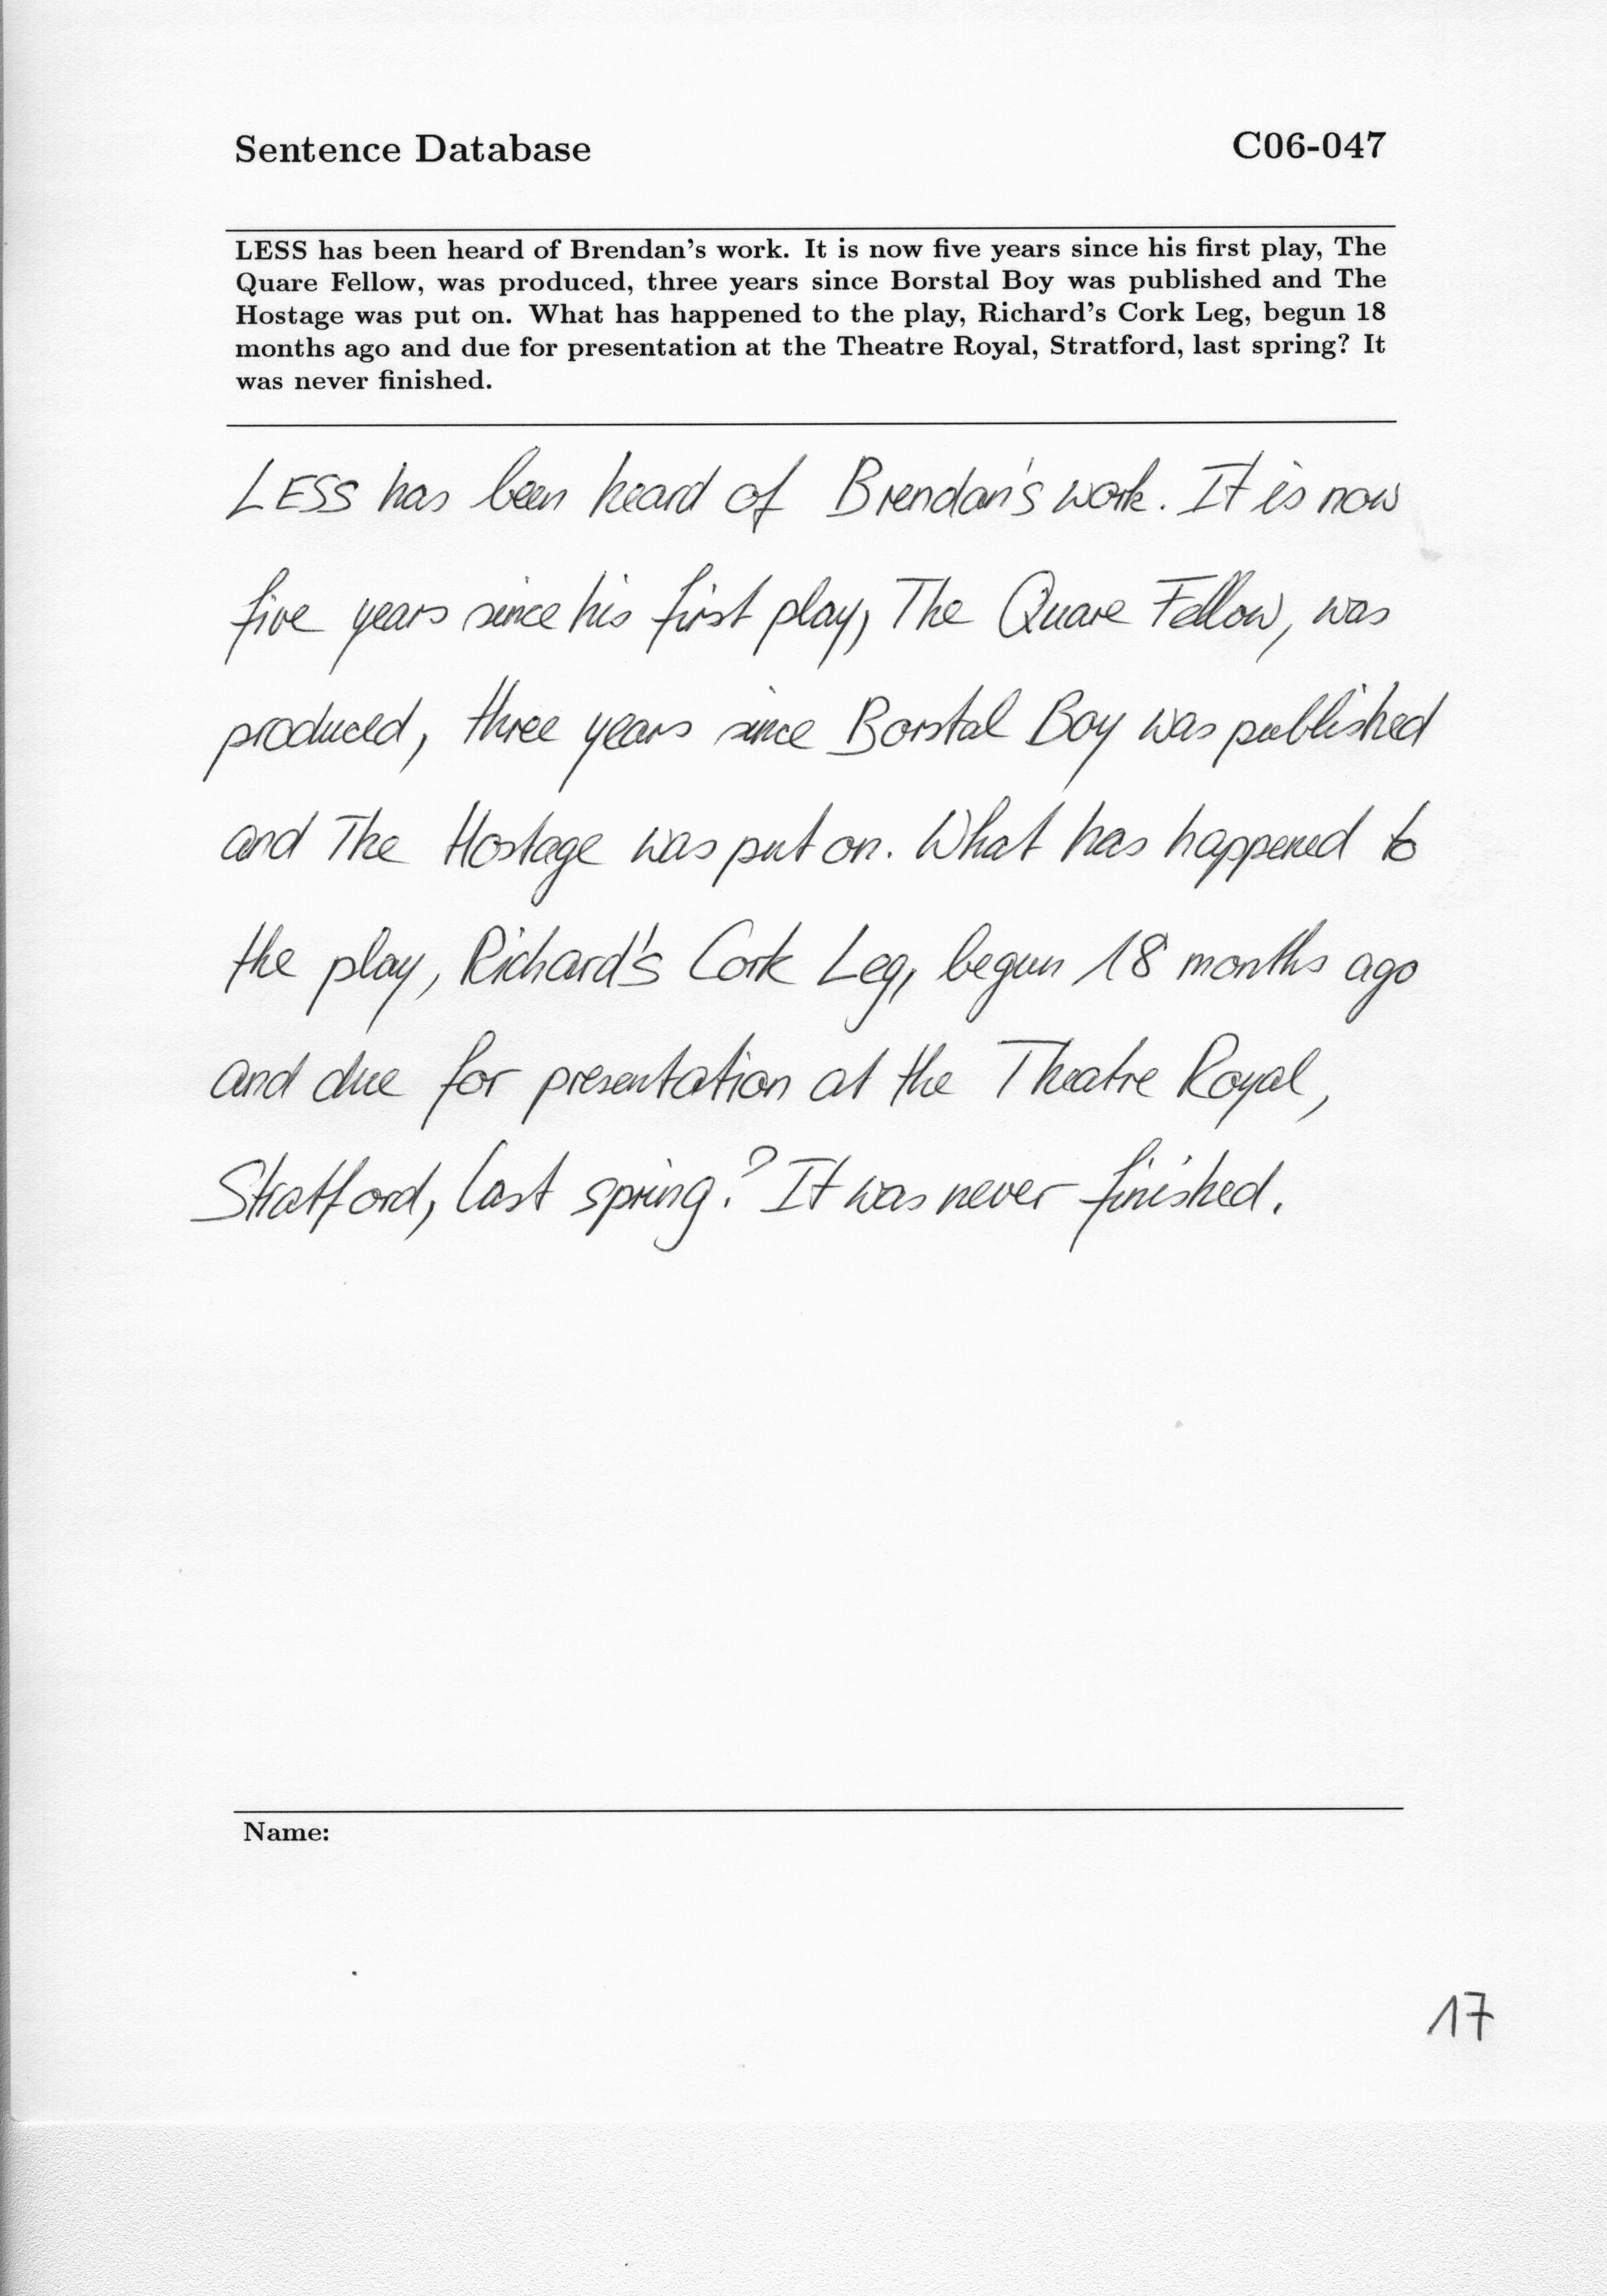 Sentence Database C06-047
LESS has been heard of Brendan's work. It is now five years since his first play, The
Quare Fellow, was produced, three years since Borstal Boy was published and The
Hostage was put on. What has happened to the play, Richard's Cork Leg, begun 18
months ago and due for presentation at the Theatre Royal, Stratford, last spring? It
was never finished.
LESS has been heard of Brendan's work. It is now
five years since his first play, The Quare Fellow, was
produced, three years since Borstal Boy was published
and The Hostage was put on. What has happened to
the play, Richard's Cork Leg, begun 18 months ago
and due for presentation at the Theatre Royal,
Stratford, last spring? It was never finished.
Name:
17